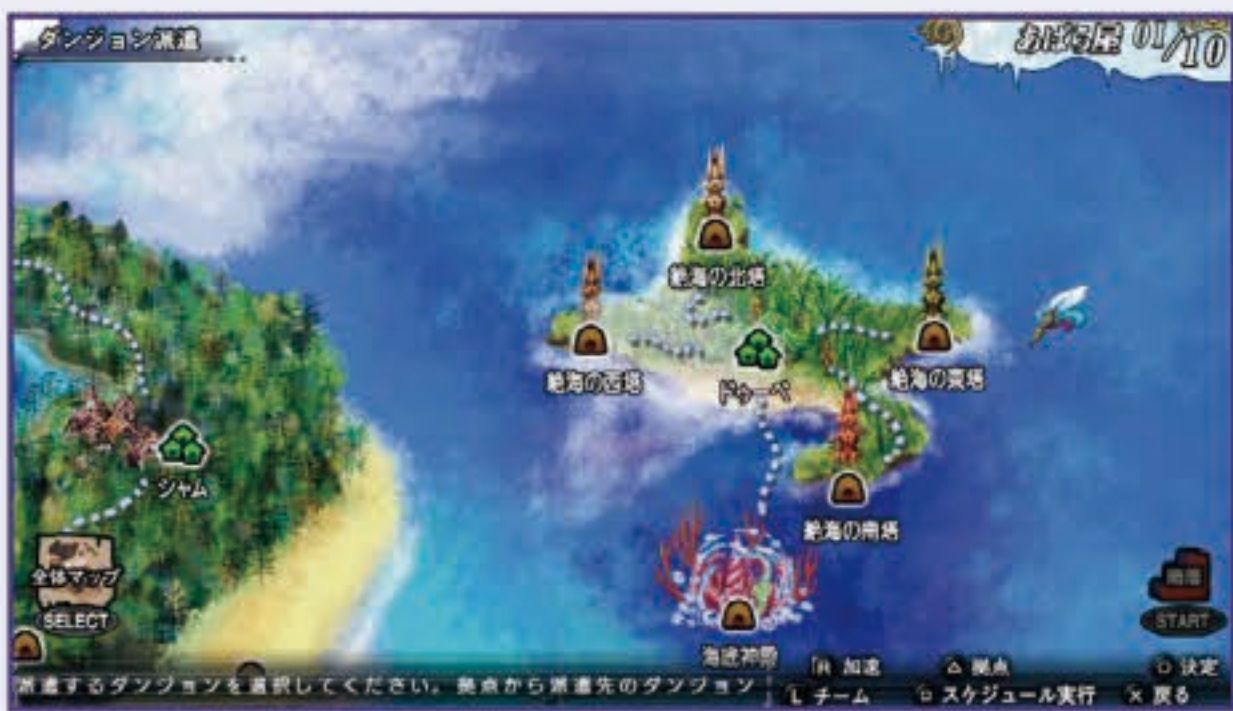 ダンジョン派遣
あばら屋 01/10
絶海の北塔
絶海の西塔
ドゥーベ
絶海の東塔
シャム
絶海の南塔
全体マップ
SELECT
START
海底神殿
R 加速 △ 拠点 ○ 決定
派遣するダンジョンを選択してください。拠点から派遣先のダンジョン
L チーム □ スケジュール実行 × 戻る